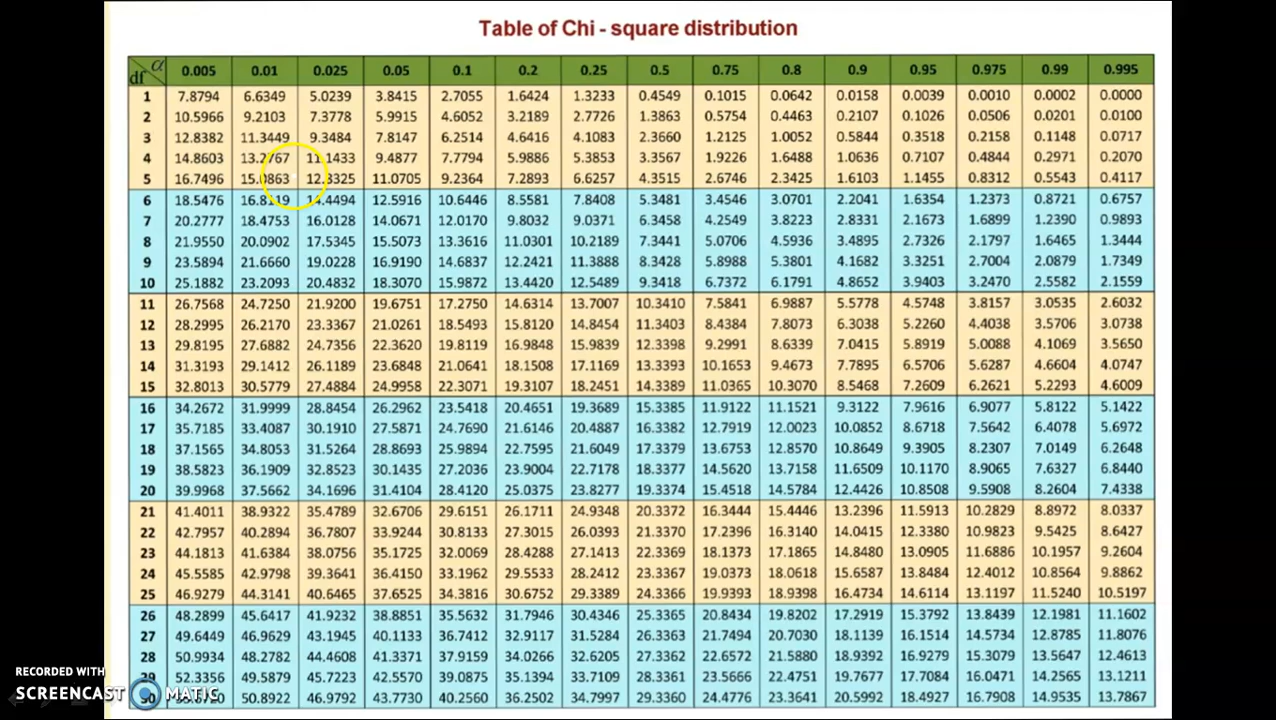 Table of Chi - square distribution
df α 0.005 0.01 0.025 0.05 0.1 0.2 0.25 0.5 0.75 0.8 0.9 0.95 0.975 0.99 0.995
1 7.8794 6.6349 5.0239 3.8415 2.7055 1.6424 1.3233 0.4549 0.1015 0.0642 0.0158 0.0039 0.0010 0.0002 0.0000
2 10.5966 9.2103 7.3778 5.9915 4.6052 3.2189 2.7726 1.3863 0.5754 0.4463 0.2107 0.1026 0.0506 0.0201 0.0100
3 12.8382 11.3449 9.3484 7.8147 6.2514 4.6416 4.1083 2.3660 1.2125 1.0052 0.5844 0.3518 0.2158 0.1148 0.0717
4 14.8603 13.2767 11.1433 9.4877 7.7794 5.9886 5.3853 3.3567 1.9226 1.6488 1.0636 0.7107 0.4844 0.2971 0.2070
5 16.7496 15.0863 12.8325 11.0705 9.2364 7.2893 6.6257 4.3515 2.6746 2.3425 1.6103 1.1455 0.8312 0.5543 0.4117
6 18.5476 16.8119 14.4494 12.5916 10.6446 8.5581 7.8408 5.3481 3.4546 3.0701 2.2041 1.6354 1.2373 0.8721 0.6757
7 20.2777 18.4753 16.0128 14.0671 12.0170 9.8032 9.0371 6.3458 4.2549 3.8223 2.8331 2.1673 1.6899 1.2390 0.9893
8 21.9550 20.0902 17.5345 15.5073 13.3616 11.0301 10.2189 7.3441 5.0706 4.5936 3.4895 2.7326 2.1797 1.6465 1.3444
9 23.5894 21.6660 19.0228 16.9190 14.6837 12.2421 11.3888 8.3428 5.8988 5.3801 4.1682 3.3251 2.7004 2.0879 1.7349
10 25.1882 23.2093 20.4832 18.3070 15.9872 13.4420 12.5489 9.3418 6.7372 6.1791 4.8652 3.9403 3.2470 2.5582 2.1559
11 26.7568 24.7250 21.9200 19.6751 17.2750 14.6314 13.7007 10.3410 7.5841 6.9887 5.5778 4.5748 3.8157 3.0535 2.6032
12 28.2995 26.2170 23.3367 21.0261 18.5493 15.8120 14.8454 11.3403 8.4384 7.8073 6.3038 5.2260 4.4038 3.5706 3.0738
13 29.8195 27.6882 24.7356 22.3620 19.8119 16.9848 15.9839 12.3398 9.2991 8.6339 7.0415 5.8919 5.0088 4.1069 3.5650
14 31.3193 29.1412 26.1189 23.6848 21.0641 18.1508 17.1169 13.3393 10.1653 9.4673 7.7895 6.5706 5.6287 4.6604 4.0747
15 32.8013 30.5779 27.4884 24.9958 22.3071 19.3107 18.2451 14.3389 11.0365 10.3070 8.5468 7.2609 6.2621 5.2293 4.6009
16 34.2672 31.9999 28.8454 26.2962 23.5418 20.4651 19.3689 15.3385 11.9122 11.1521 9.3122 7.9616 6.9077 5.8122 5.1422
17 35.7185 33.4087 30.1910 27.5871 24.7690 21.6146 20.4887 16.3382 12.7919 12.0023 10.0852 8.6718 7.5642 6.4078 5.6972
18 37.1565 34.8053 31.5264 28.8693 25.9894 22.7595 21.6049 17.3379 13.6753 12.8570 10.8649 9.3905 8.2307 7.0149 6.2648
19 38.5823 36.1909 32.8523 30.1435 27.2036 23.9004 22.7178 18.3377 14.5620 13.7158 11.6509 10.1170 8.9065 7.6327 6.8440
20 39.9968 37.5662 34.1696 31.4104 28.4120 25.0375 23.8277 19.3374 15.4518 14.5784 12.4426 10.8508 9.5908 8.2604 7.4338
21 41.4011 38.9322 35.4789 32.6706 29.6151 26.1711 24.9348 20.3372 16.3444 15.4446 13.2396 11.5913 10.2829 8.8972 8.0337
22 42.7957 40.2894 36.7807 33.9244 30.8133 27.3015 26.0393 21.3370 17.2396 16.3140 14.0415 12.3380 10.9823 9.5425 8.6427
23 44.1813 41.6384 38.0756 35.1725 32.0069 28.4288 27.1413 22.3369 18.1373 17.1865 14.8480 13.0905 11.6886 10.1957 9.2604
24 45.5585 42.9798 39.3641 36.4150 33.1962 29.5533 28.2412 23.3367 19.0373 18.0618 15.6587 13.8484 12.4012 10.8564 9.8862
25 46.9279 44.3141 40.6465 37.6525 34.3816 30.6752 29.3389 24.3366 19.9393 18.9398 16.4734 14.6114 13.1197 11.5240 10.5197
26 48.2899 45.6417 41.9232 38.8851 35.5632 31.7946 30.4346 25.3365 20.8434 19.8202 17.2919 15.3792 13.8439 12.1981 11.1602
27 49.6449 46.9629 43.1945 40.1133 36.7412 32.9117 31.5284 26.3363 21.7494 20.7030 18.1139 16.1514 14.5734 12.8785 11.8076
28 50.9934 48.2782 44.4608 41.3371 37.9159 34.0266 32.6205 27.3362 22.6572 21.5880 18.9392 16.9279 15.3079 13.5647 12.4613
52.3356 49.5879 45.7223 42.5570 39.0875 35.1394 33.7109 28.3361 23.5666 22.4751 19.7677 17.7084 16.0471 14.2565 13.1211
50.8922 46.9792 43.7730 40.2560 36.2502 34.7997 29.3360 24.4776 23.3641 20.5992 18.4927 16.7908 14.9535 13.7867
RECORDED WITH
SCREENCAST MATIC